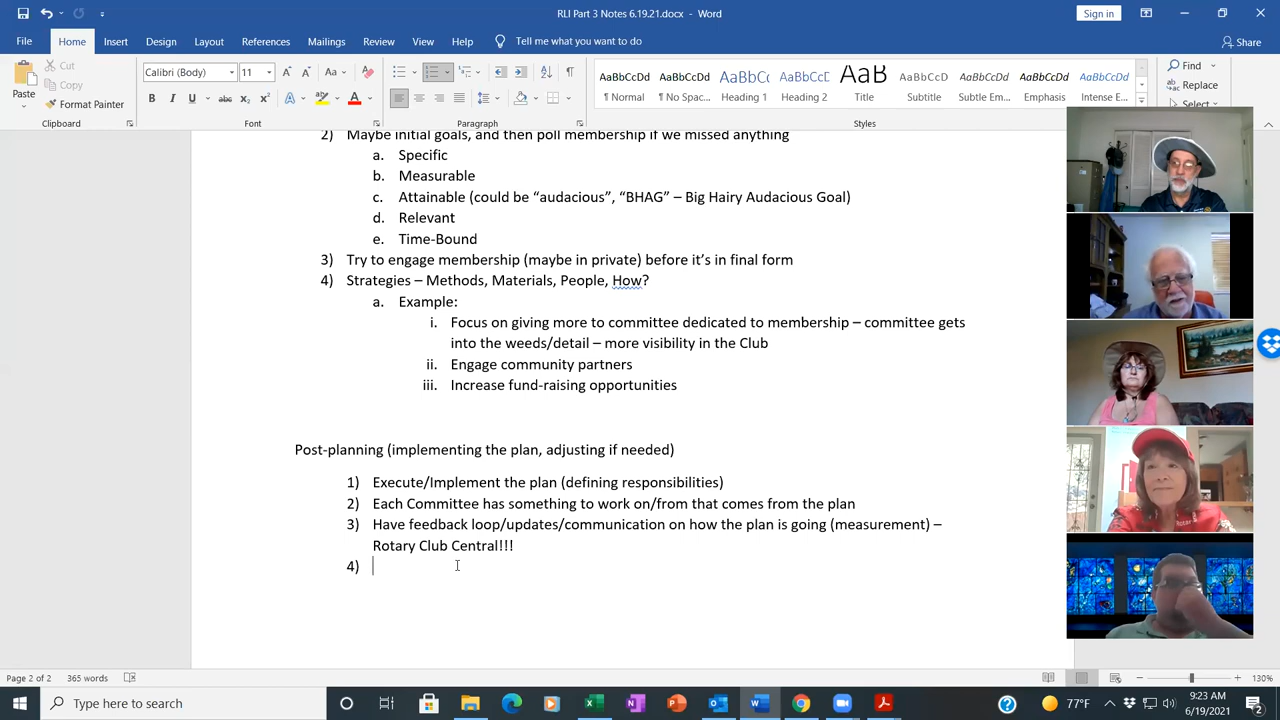 RLI Part 3 Notes 6.19.21.docx - Word
Sign in
File Home Insert Design Layout References Mailings Review View Help Tell me what you want to do Share
Paste
Cut
Copy
Format Painter
Clipboard
Calibri (Body) 11
Font
Paragraph
AaBbCcDd AaBbCcDd AaBbCc AaBbCcD AaB AaBbCcD AaBbCcDd AaBbCcDd AaBbCcDd
¶ Normal ¶ No Spac... Heading 1 Heading 2 Title Subtitle Subtle Em... Emphasis Intense E...
Styles
Find
Replace
Select
2) Maybe initial goals, and then poll membership if we missed anything
a. Specific
b. Measurable
c. Attainable (could be “audacious”, “BHAG” – Big Hairy Audacious Goal)
d. Relevant
e. Time-Bound
3) Try to engage membership (maybe in private) before it’s in final form
4) Strategies – Methods, Materials, People, How?
a. Example:
i. Focus on giving more to committee dedicated to membership – committee gets
into the weeds/detail – more visibility in the Club
ii. Engage community partners
iii. Increase fund-raising opportunities
Post-planning (implementing the plan, adjusting if needed)
1) Execute/Implement the plan (defining responsibilities)
2) Each Committee has something to work on/from that comes from the plan
3) Have feedback loop/updates/communication on how the plan is going (measurement) –
Rotary Club Central!!!
4)
Page 2 of 2 365 words
130%
Type here to search
77°F
9:23 AM
6/19/2021
2